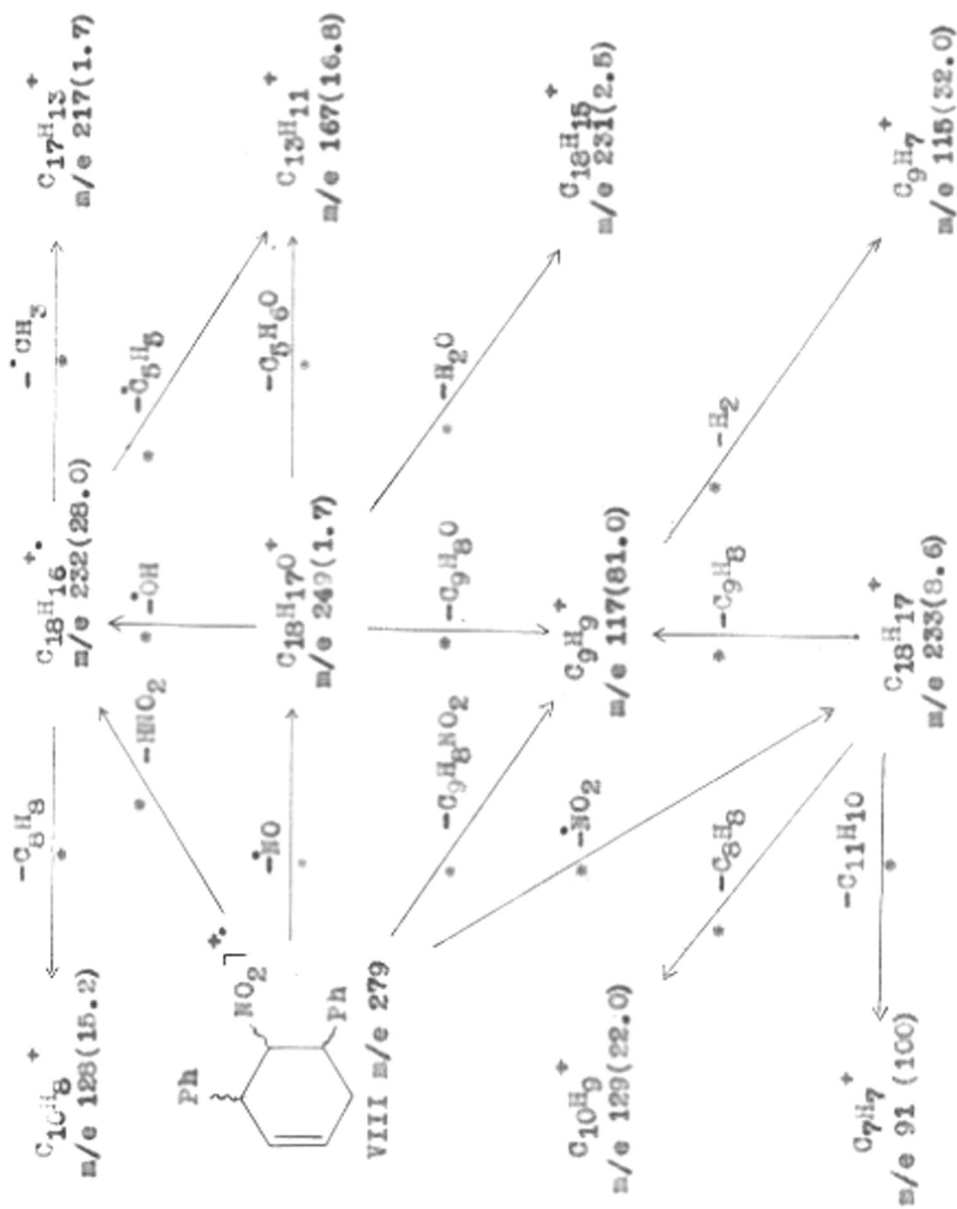 C10H8+
m/e 128(15.2)
-C8H8
*
C18H16+•
m/e 232(28.0)
-•CH3
*
C17H13+
m/e 217(1.7)
* -HNO2
* -•OH
* -•C5H5
Ph
NO2
Ph
+•
VIII m/e 279
-•NO
*
C18H17O+
m/e 249(1.7)
-C5H6O
*
C13H11+
m/e 167(16.8)
* -C9H8NO2
* -C9H8O
* -H2O
C18H15+
m/e 231(2.5)
* -•NO2
C9H9+
m/e 117(81.0)
C10H9+
m/e 129(22.0)
* -C8H8
* -C9H8
* -H2
C7H7+
m/e 91 (100)
-C11H10
*
C18H17+
m/e 233(8.6)
C9H7+
m/e 115(32.0)